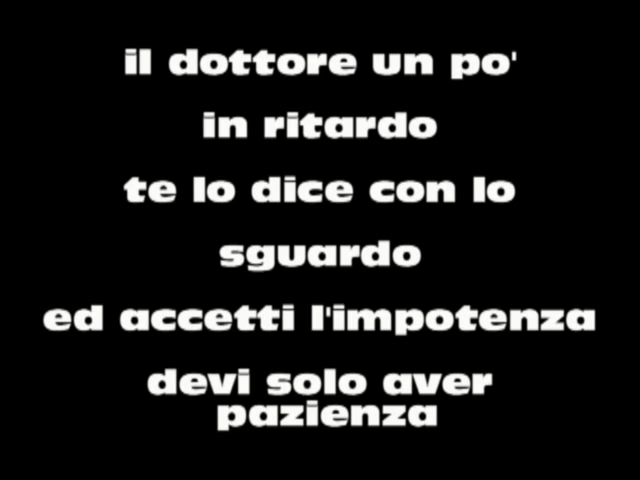 il dottore un po'
in ritardo
te lo dice con lo
sguardo
ed accetti l'impotenza
devi solo aver
pazienza